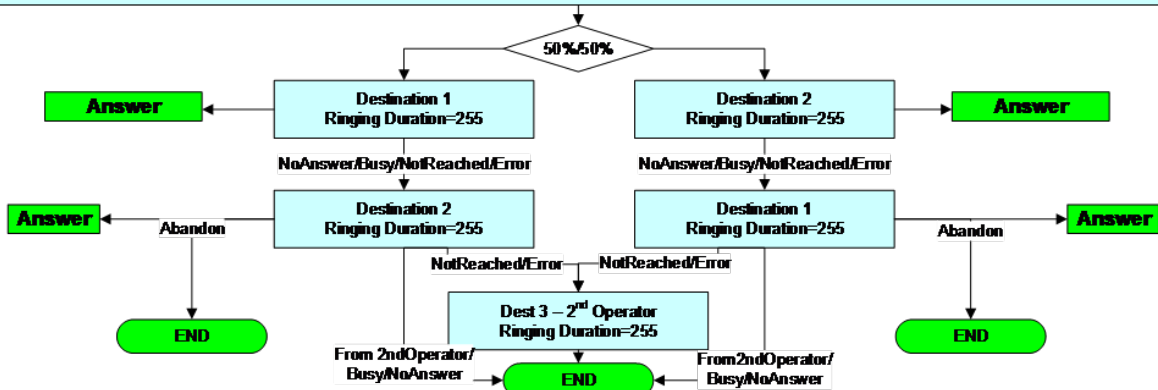 50%/50%
Answer
Destination 1
Ringing Duration=255
Destination 2
Ringing Duration=255
Answer
NoAnswer/Busy/NotReached/Error
NoAnswer/Busy/NotReached/Error
Answer
Abandon
Destination 2
Ringing Duration=255
Destination 1
Ringing Duration=255
Abandon
Answer
NotReached/Error
NotReached/Error
END
Dest 3 – 2nd Operator
Ringing Duration=255
END
From 2ndOperator/
Busy/NoAnswer
END
From2ndOperator/
Busy/NoAnswer